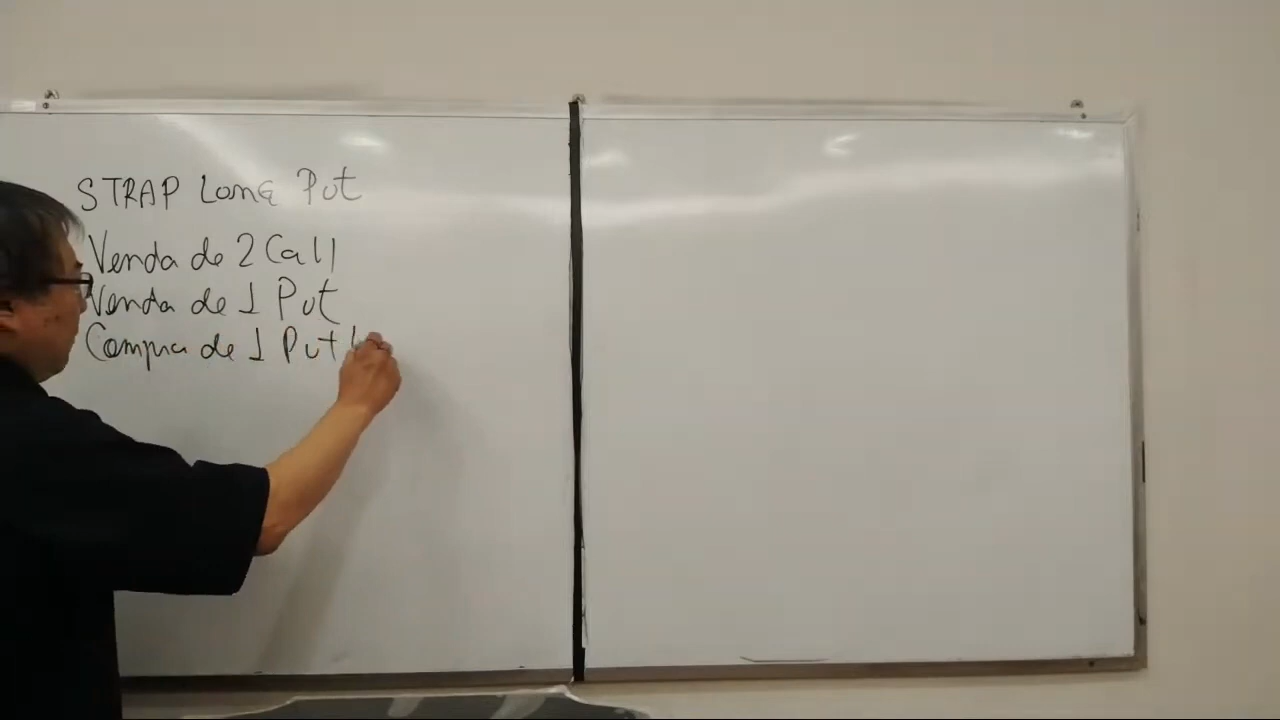 STRAP LONG Put
Venda de 2 Call
Venda de 1 Put
Compra de 1 Put